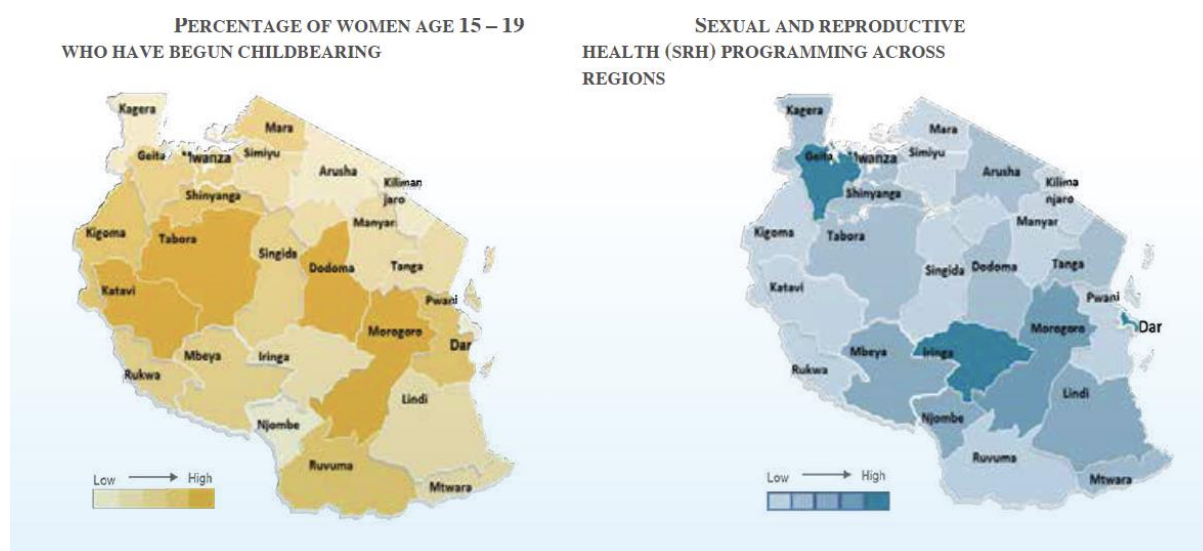 PERCENTAGE OF WOMEN AGE 15 – 19
WHO HAVE BEGUN CHILDBEARING
Kagera
Mara
Geita
Mwanza
Simiyu
Arusha
Kiliman
jaro
Shinyanga
Kigoma
Tabora
Manyar
Singida
Dodoma
Tanga
Katavi
Pwani
Morogoro
Dar
Mbeya
Iringa
Rukwa
Lindi
Njombe
Ruvuma
Mtwara
Low
High
SEXUAL AND REPRODUCTIVE
HEALTH (SRH) PROGRAMMING ACROSS
REGIONS
Kagera
Mara
Geita
Mwanza
Simiyu
Arusha
Kilima
njaro
Shinyanga
Manyar
Kigoma
Tabora
Singida
Dodoma
Tanga
Katavi
Pwani
Morogoro
Dar
Mbeya
Iringa
Rukwa
Lindi
Njombe
Ruvuma
Mtwara
Low
High